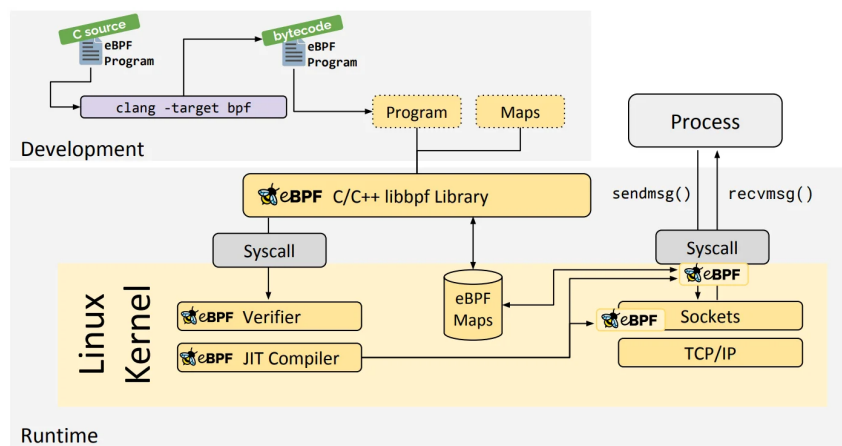 C source
eBPF
Program
bytecode
eBPF
Program
clang -target bpf
Program
Maps
Development
Process
sendmsg()
recvmsg()
eBPF C/C++ libbpf Library
Syscall
Syscall
eBPF
Linux
Kernel
eBPF
Maps
eBPF Verifier
eBPF
Sockets
eBPF JIT Compiler
TCP/IP
Runtime